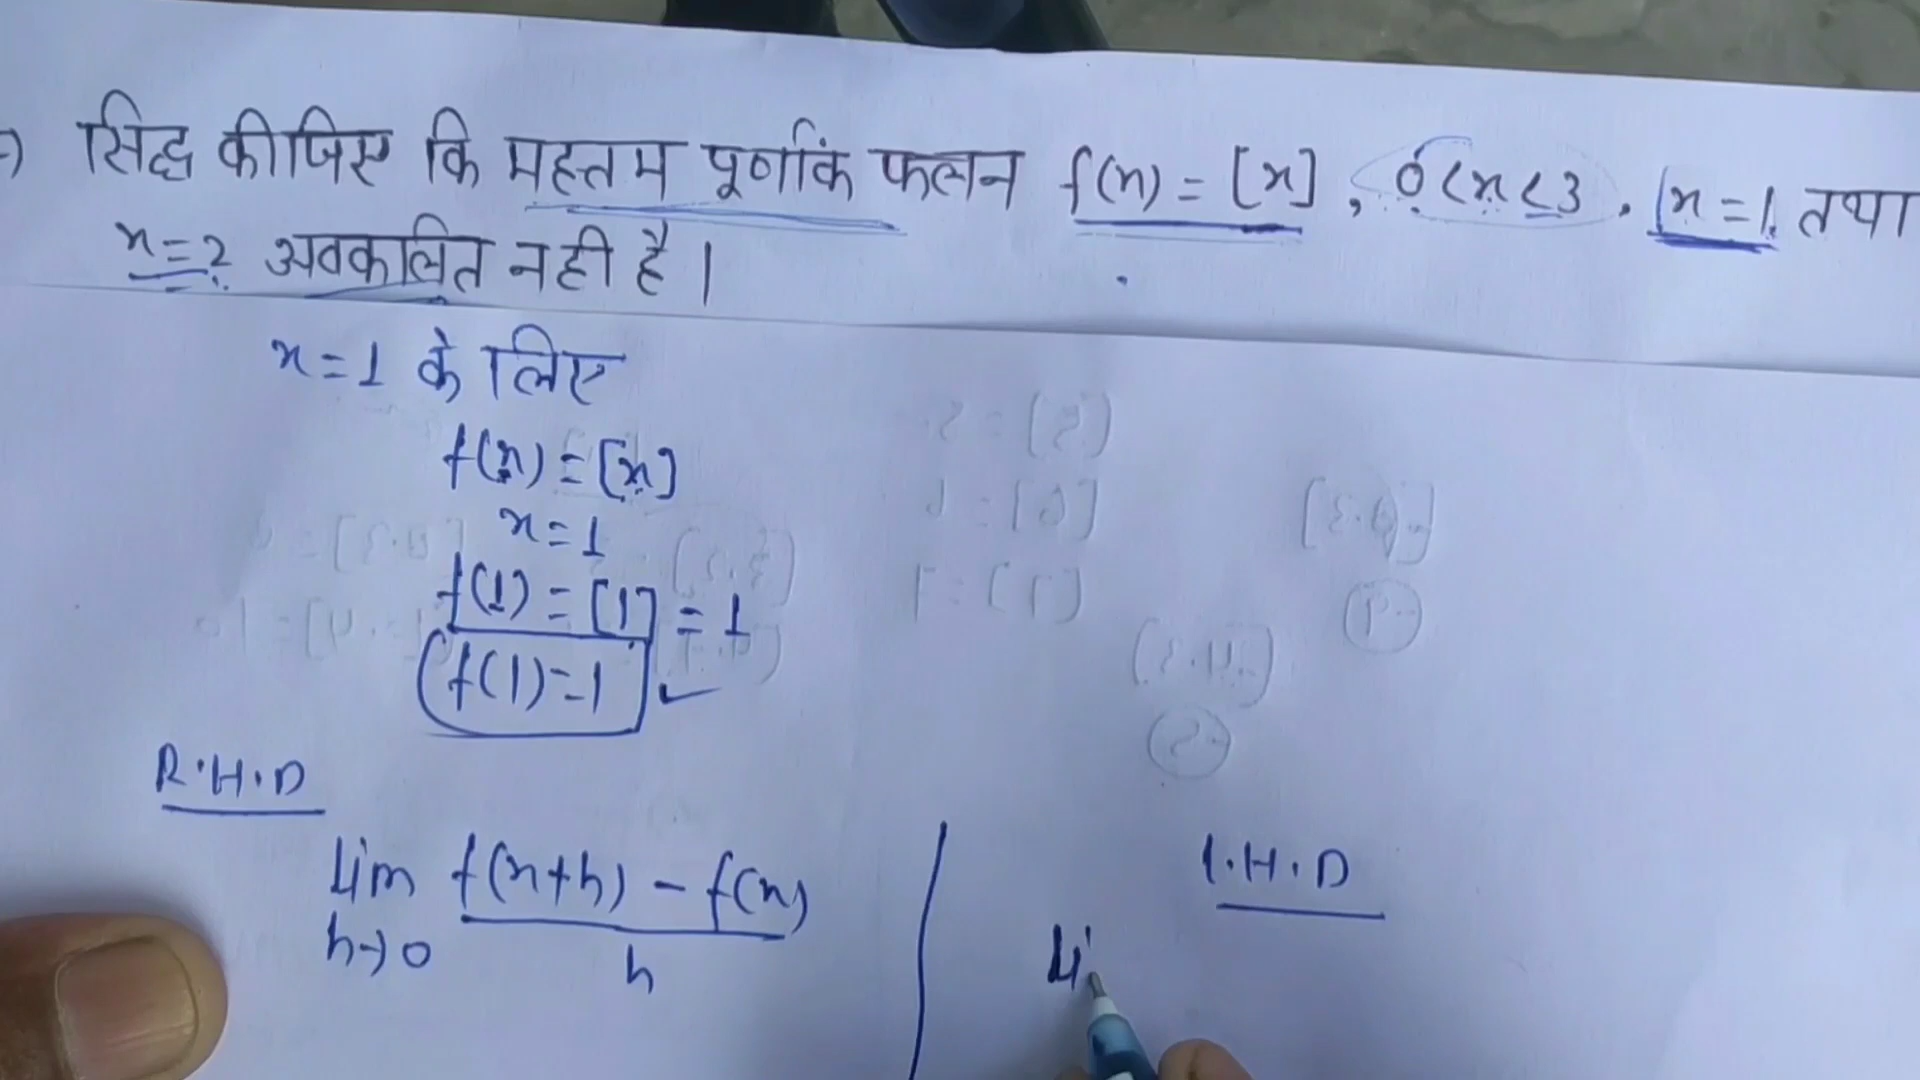 सिद्ध कीजिए कि महत्तम पूर्णांक फलन f(x) = [x], 0<x<3, x=1 तथा
x=2 अवकलित नही है।
x=1 के लिए
f(x) = [x]
x=1
f(1) = [1] = 1
f(1)=1 ✓
R.H.D
lim f(x+h) - f(x)
h→0 h
L.H.D
Li